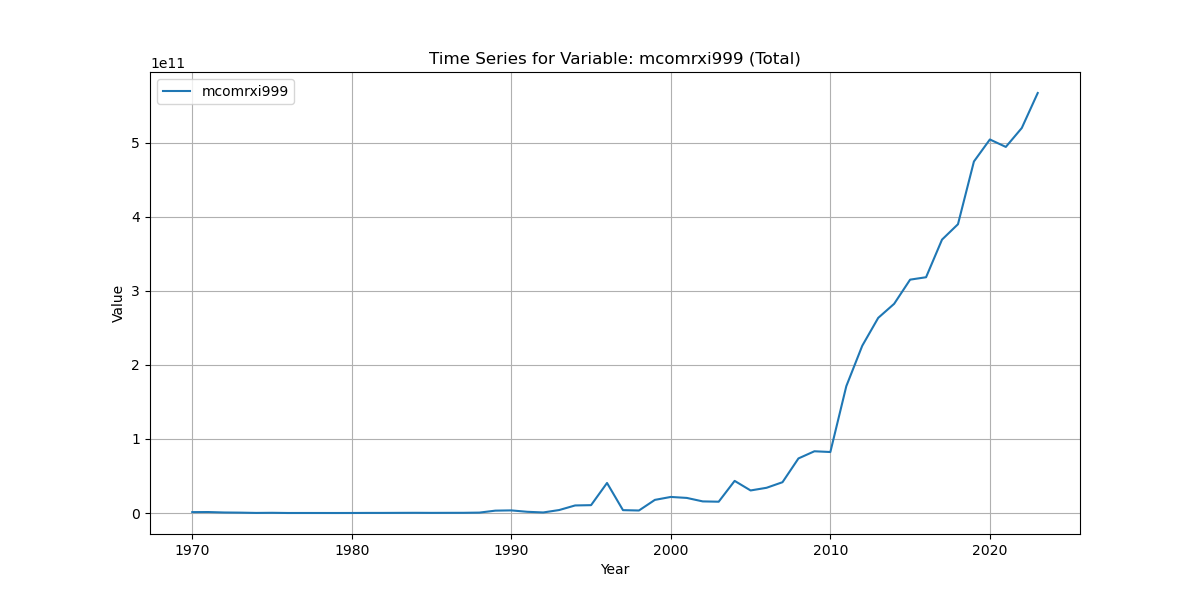 Time Series for Variable: mcomrxi999 (Total)
1e11
mcomrxi999
5
4
3
2
1
0
Value
1970 1980 1990 2000 2010 2020
Year